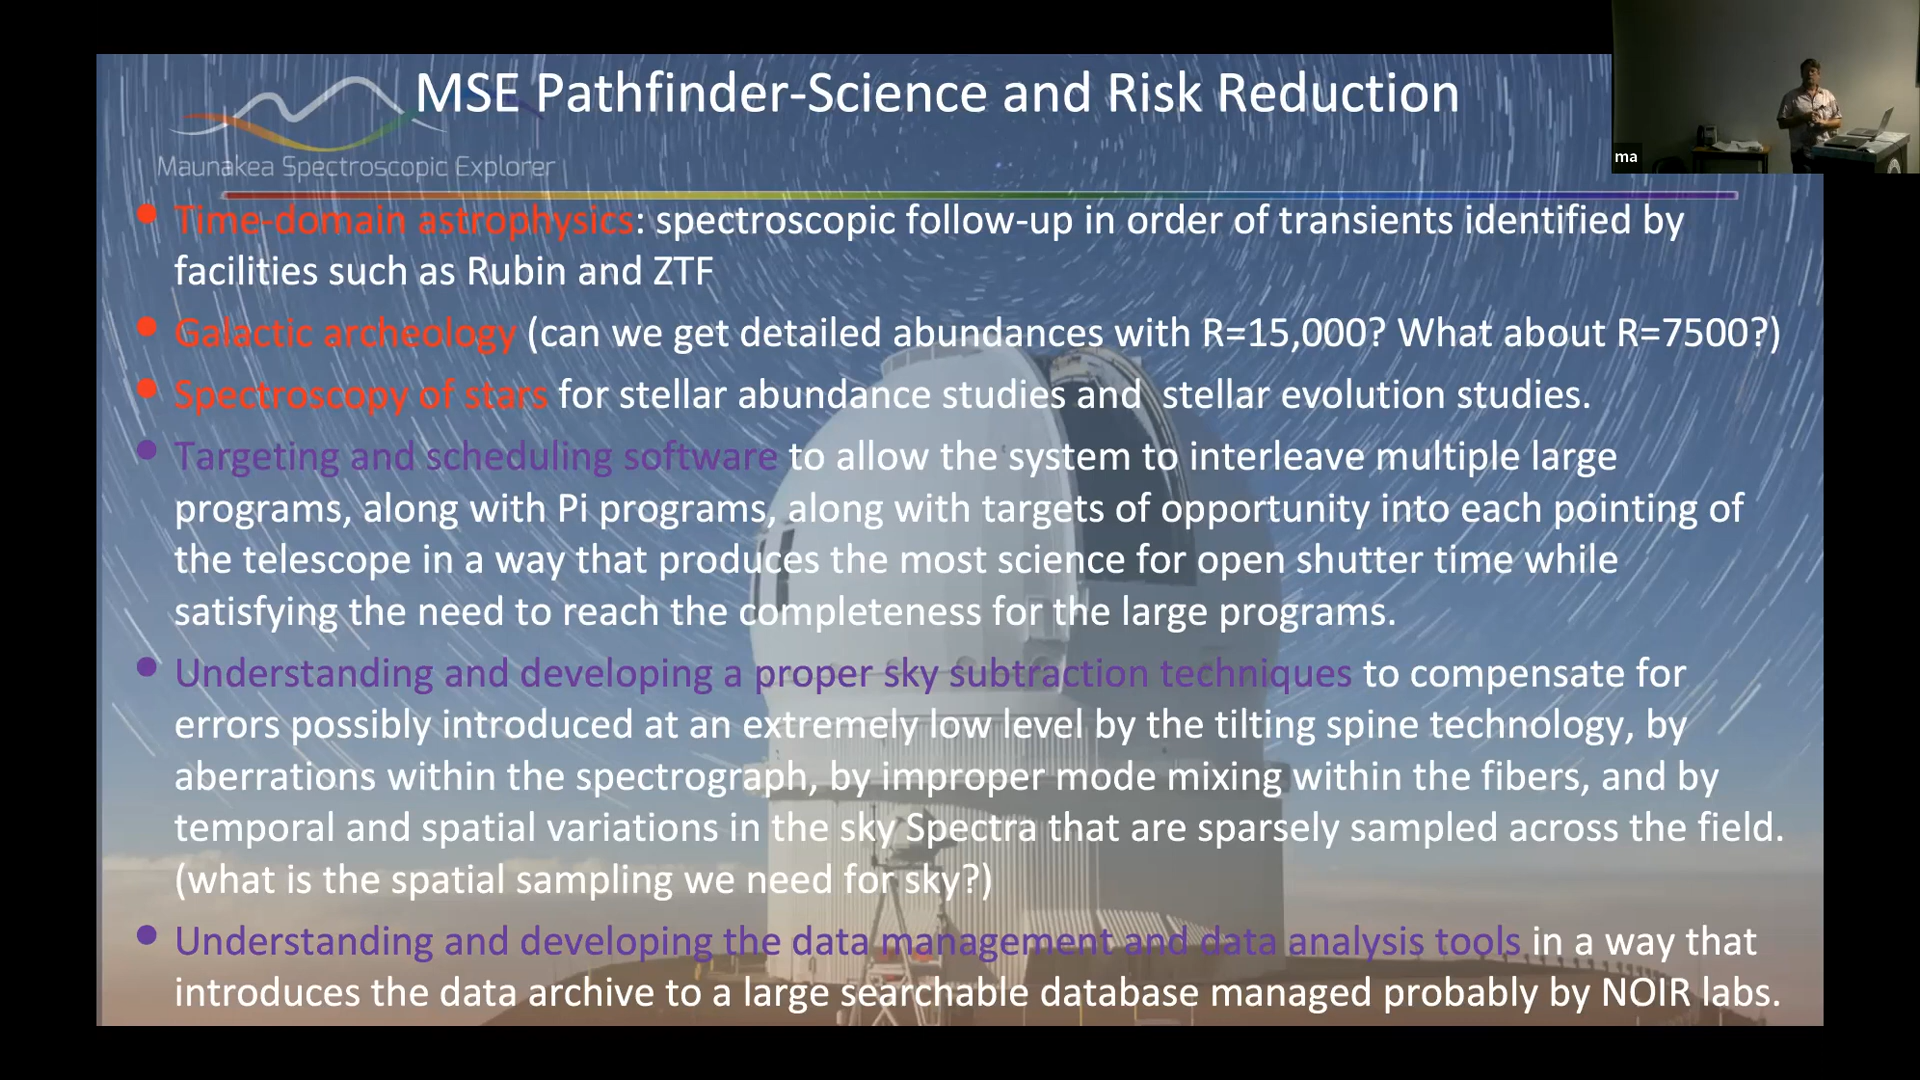 MSE Pathfinder-Science and Risk Reduction
Maunakea Spectroscopic Explorer
ma
• Time-domain astrophysics: spectroscopic follow-up in order of transients identified by
facilities such as Rubin and ZTF
• Galactic archeology (can we get detailed abundances with R=15,000? What about R=7500?)
• Spectroscopy of stars for stellar abundance studies and  stellar evolution studies.
• Targeting and scheduling software to allow the system to interleave multiple large
programs, along with Pi programs, along with targets of opportunity into each pointing of
the telescope in a way that produces the most science for open shutter time while
satisfying the need to reach the completeness for the large programs.
• Understanding and developing a proper sky subtraction techniques to compensate for
errors possibly introduced at an extremely low level by the tilting spine technology, by
aberrations within the spectrograph, by improper mode mixing within the fibers, and by
temporal and spatial variations in the sky Spectra that are sparsely sampled across the field.
(what is the spatial sampling we need for sky?)
• Understanding and developing the data management and data analysis tools in a way that
introduces the data archive to a large searchable database managed probably by NOIR labs.